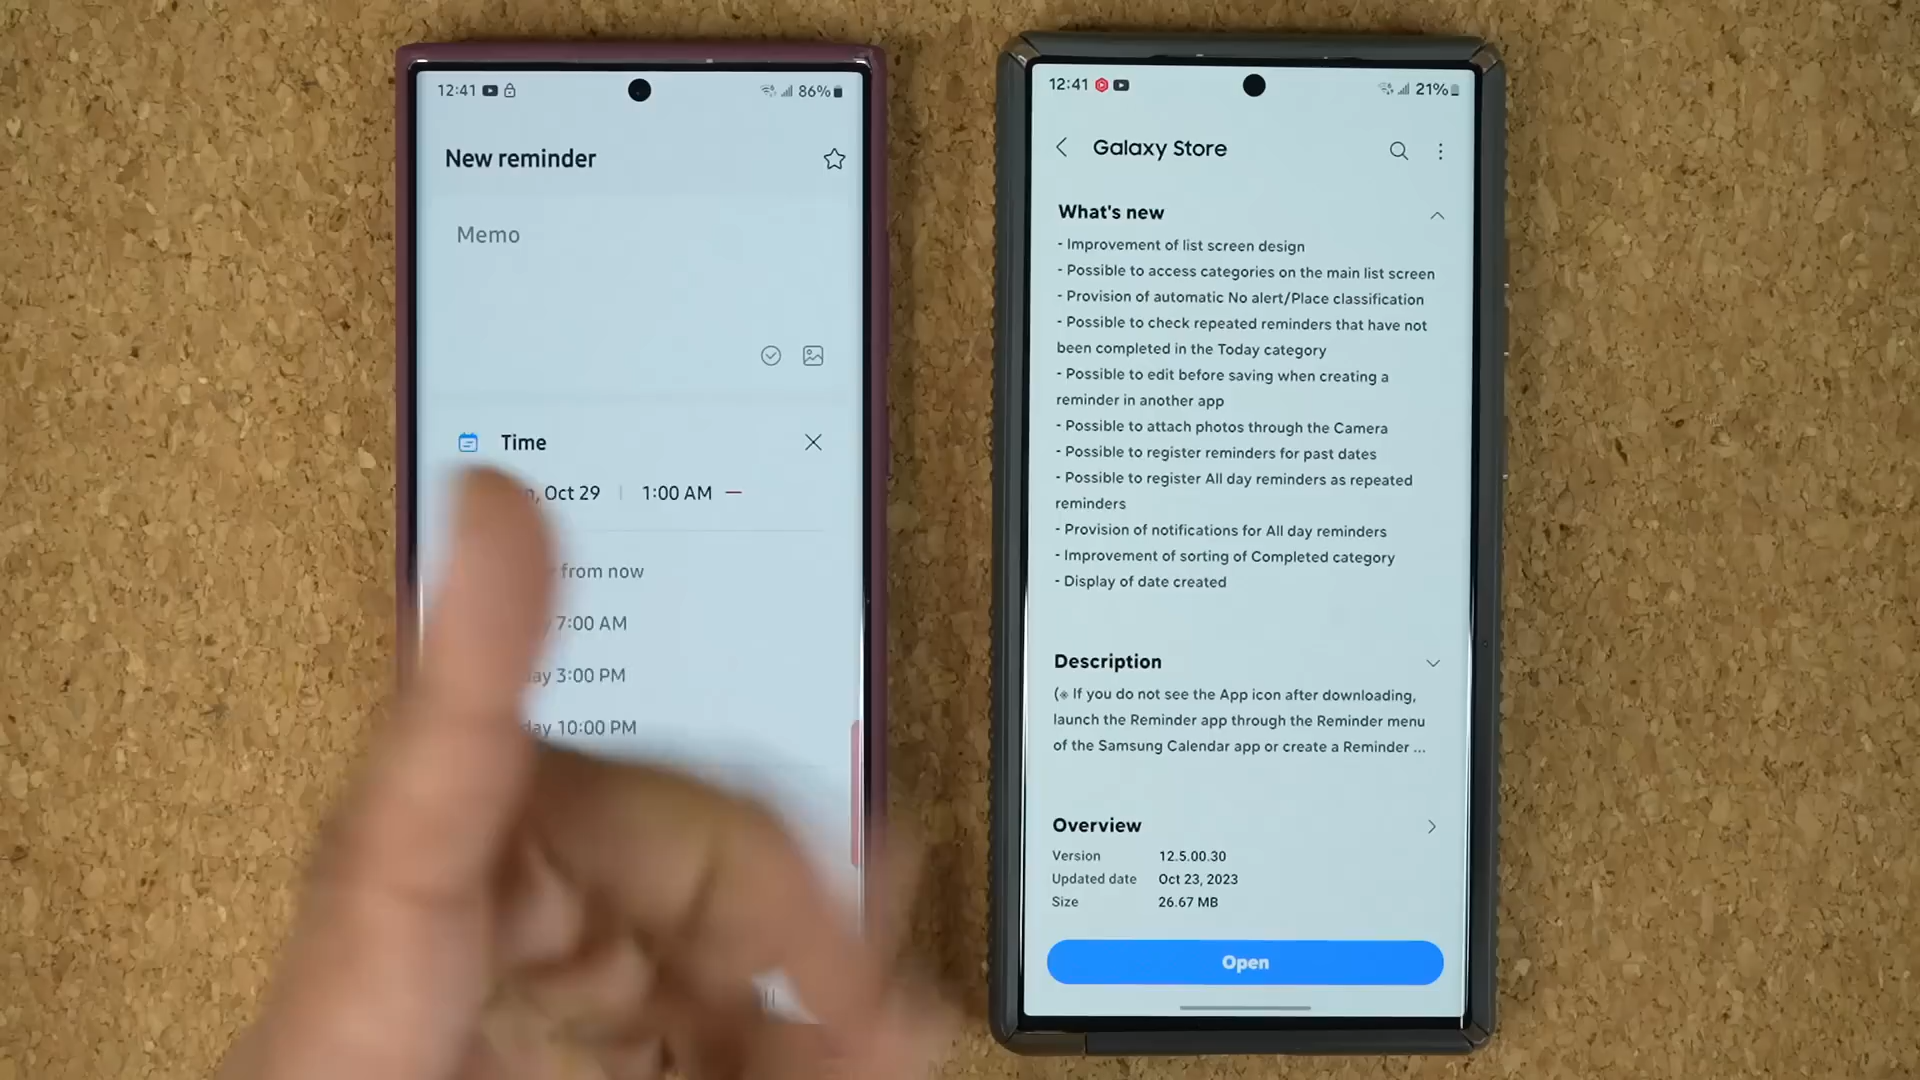 12:41
86%
New reminder
Memo
Time
Oct 29 | 1:00 AM
from now
7:00 AM
3:00 PM
10:00 PM
12:41
21%
Galaxy Store
What's new
- Improvement of list screen design
- Possible to access categories on the main list screen
- Provision of automatic No alert/Place classification
- Possible to check repeated reminders that have not
been completed in the Today category
- Possible to edit before saving when creating a
reminder in another app
- Possible to attach photos through the Camera
- Possible to register reminders for past dates
- Possible to register All day reminders as repeated
reminders
- Provision of notifications for All day reminders
- Improvement of sorting of Completed category
- Display of date created
Description
(※ If you do not see the App icon after downloading,
launch the Reminder app through the Reminder menu
of the Samsung Calendar app or create a Reminder ...
Overview
Version 12.5.00.30
Updated date Oct 23, 2023
Size 26.67 MB
Open